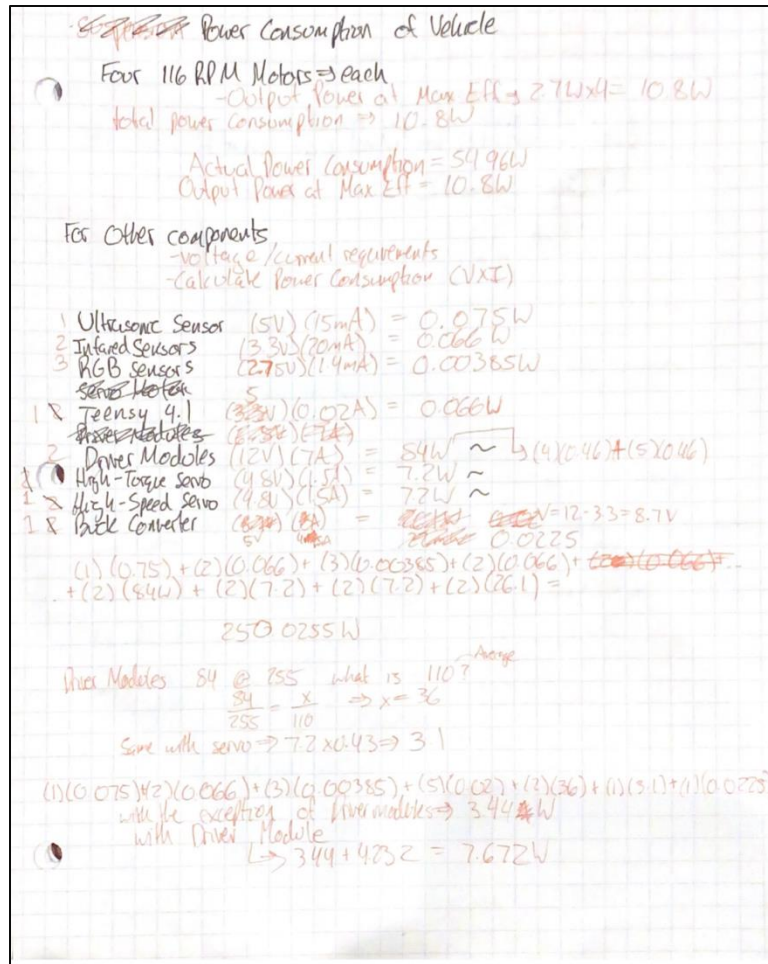 Power Consumption of Vehicle
Four 116 RPM Motors ⇒ each
-Output Power at Max Eff → 2.7W x4 = 10.8W
total power consumption ⇒ 10.8W
Actual Power Consumption = 54.96W
Output Power at Max Eff = 10.8W
For Other components
-voltage/current requirements
-Calculate Power Consumption (VxI)
1 Ultrasonic Sensor (5V)(15mA) = 0.075W
2 Infared Sensors (3.3V)(20mA) = 0.066W
3 RGB Sensors (2.75V)(1.4mA) = 0.00385W
Servo Motor
5
1 Teensy 4.1 (3.3V)(0.02A) = 0.066W
Driver Modules
2 Driver Modules (12V)(7A) = 84W ~ ↳ (4)(0.46)+(5)(0.46)
1 High-Torque Servo (4.8V)(1.5A) = 7.2W ~
1 High-Speed Servo (4.8V)(1.5A) = 7.2W ~
1 Buck Converter = V=12-3.3=8.7V
5V 0.0225
(1)(0.75)+(2)(0.066)+(3)(0.00385)+(2)(0.066)+
+(2)(84W)+(2)(7.2)+(2)(7.2)+(2)(26.1) =
250.0255W
Driver Modules 84 @ 255 what is 110? Average
84/255 = x/110 ⇒ x=36
Same with servo ⇒ 7.2x0.43 ⇒ 3.1
(1)(0.075)+(2)(0.066)+(3)(0.00385)+(5)(0.02)+(2)(36)+(1)(3.1)+(1)(0.0225)
with the exception of Driver modules ⇒ 3.44W
with Driver Module
↳ 3.44+4.232 = 7.672W